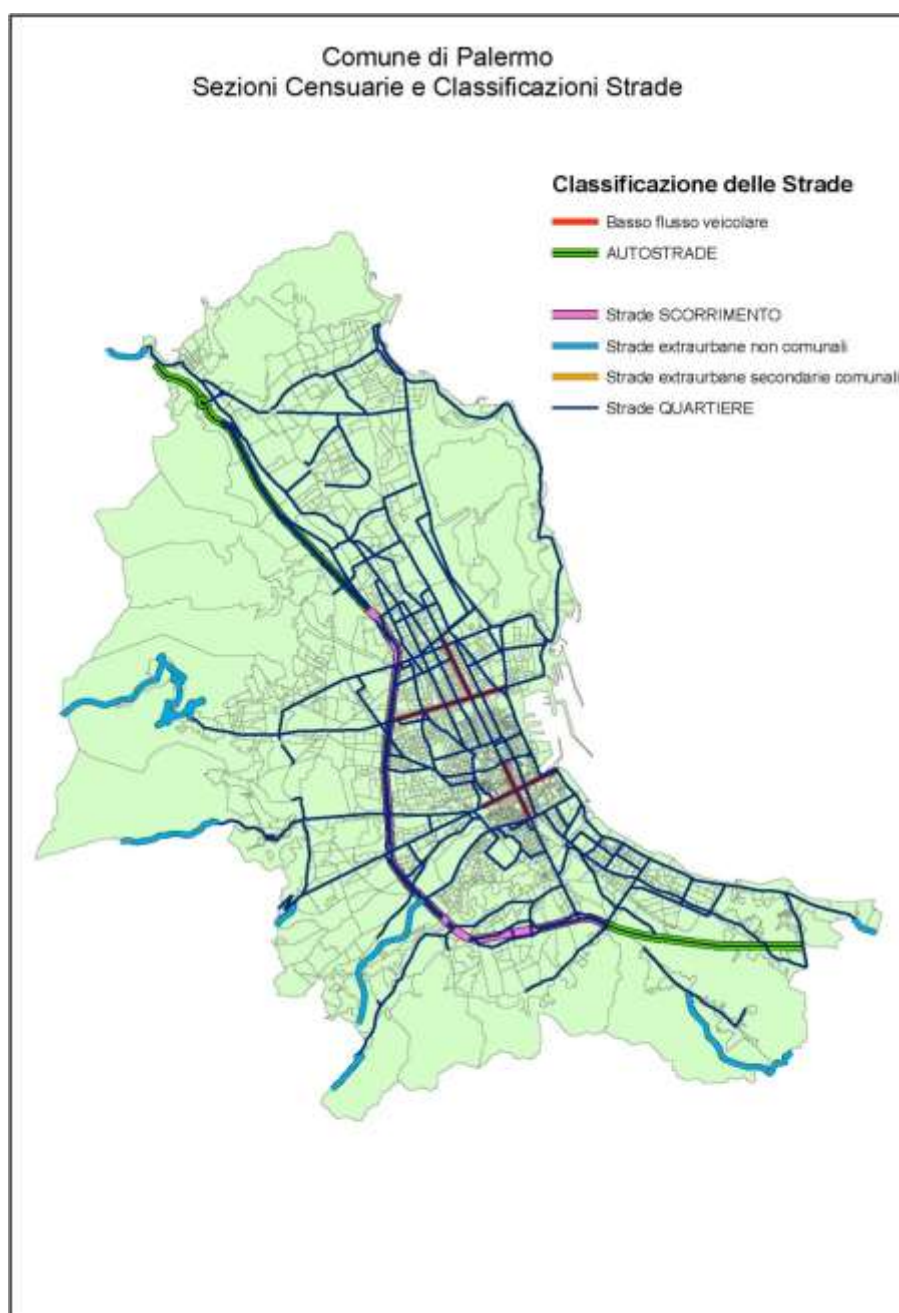 Comune di Palermo
Sezioni Censuarie e Classificazioni Strade
Classificazione delle Strade
Basso flusso veicolare
AUTOSTRADE
Strade SCORRIMENTO
Strade extraurbane non comunali
Strade extraurbane secondarie comunali
Strade QUARTIERE